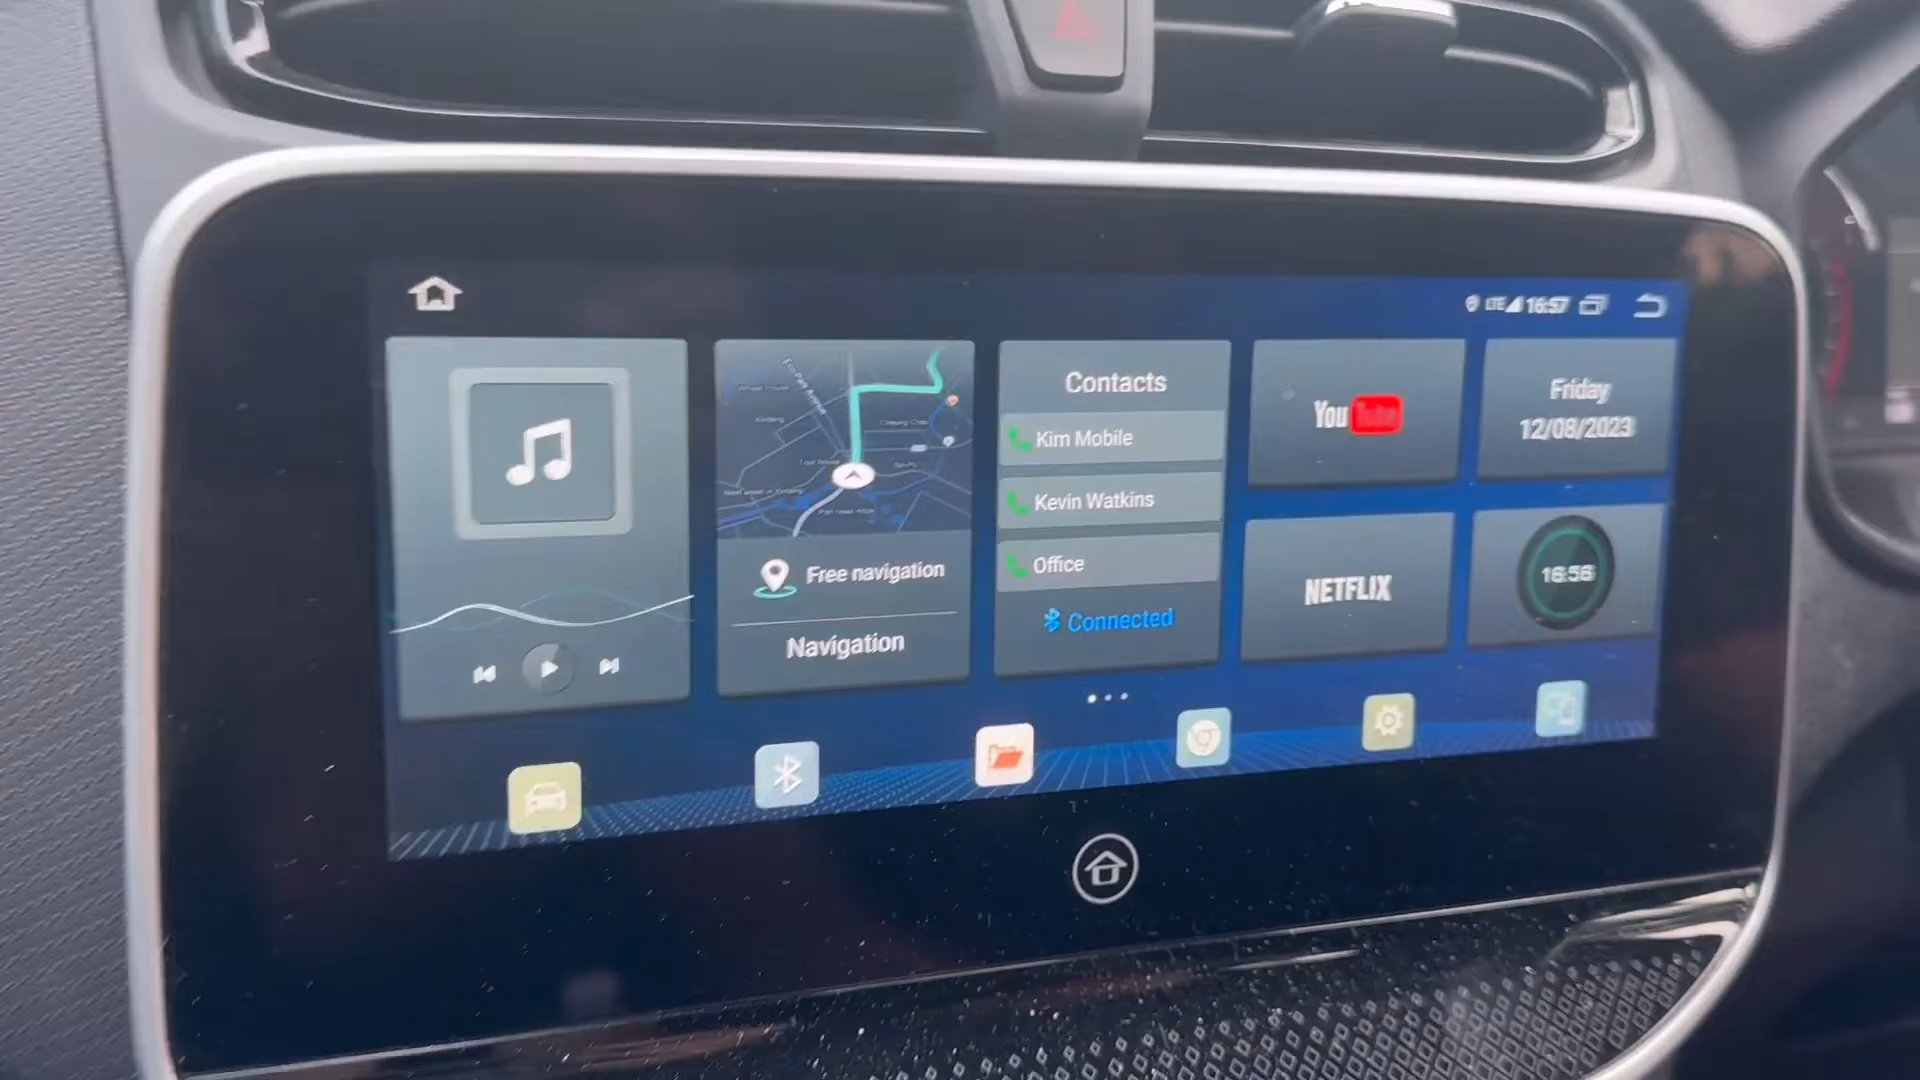 LTE 16:57
Contacts
Kim Mobile
Kevin Watkins
Office
Connected
Free navigation
Navigation
YouTube
Friday
12/08/2023
NETFLIX
16:56